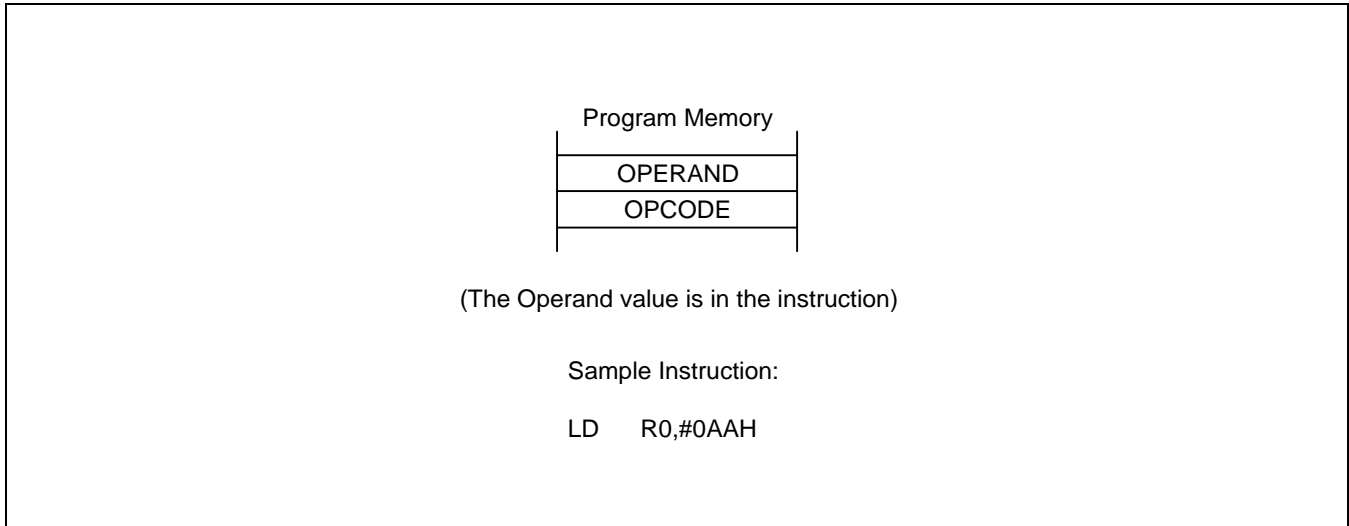 Program Memory
OPERAND
OPCODE
(The Operand value is in the instruction)
Sample Instruction:
LD R0,#0AAH